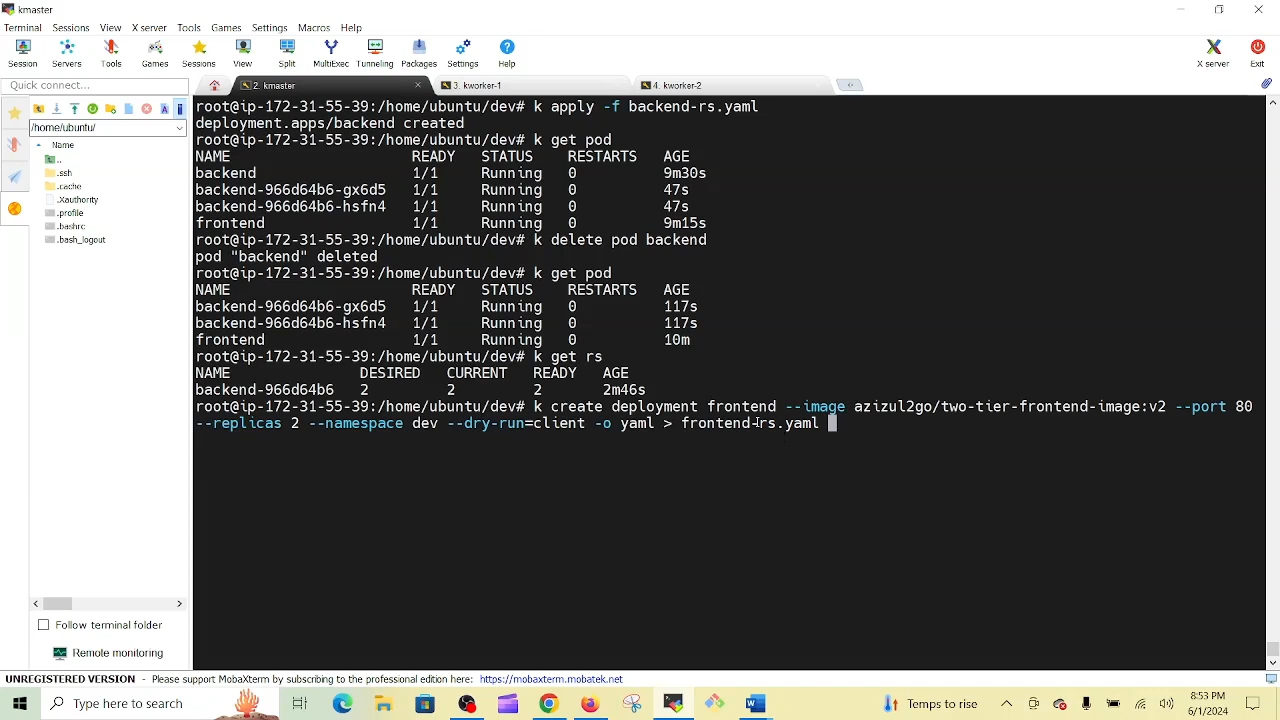 kmaster
Terminal Sessions View X server Tools Games Settings Macros Help
Session Servers Tools Games Sessions View Split MultiExec Tunneling Packages Settings Help X server Exit
Quick connect...
2. kmaster
3. kworker-1
4. kworker-2
/home/ubuntu/
Name
..
.ssh
.cache
.Xauthority
.profile
.bashrc
.bash_logout
Follow terminal folder
Remote monitoring
root@ip-172-31-55-39:/home/ubuntu/dev# k apply -f backend-rs.yaml
deployment.apps/backend created
root@ip-172-31-55-39:/home/ubuntu/dev# k get pod
NAME READY STATUS RESTARTS AGE
backend 1/1 Running 0 9m30s
backend-966d64b6-gx6d5 1/1 Running 0 47s
backend-966d64b6-hsfn4 1/1 Running 0 47s
frontend 1/1 Running 0 9m15s
root@ip-172-31-55-39:/home/ubuntu/dev# k delete pod backend
pod "backend" deleted
root@ip-172-31-55-39:/home/ubuntu/dev# k get pod
NAME READY STATUS RESTARTS AGE
backend-966d64b6-gx6d5 1/1 Running 0 117s
backend-966d64b6-hsfn4 1/1 Running 0 117s
frontend 1/1 Running 0 10m
root@ip-172-31-55-39:/home/ubuntu/dev# k get rs
NAME DESIRED CURRENT READY AGE
backend-966d64b6 2 2 2 2m46s
root@ip-172-31-55-39:/home/ubuntu/dev# k create deployment frontend --image azizul2go/two-tier-frontend-image:v2 --port 80
--replicas 2 --namespace dev --dry-run=client -o yaml > frontend-rs.yaml
UNREGISTERED VERSION - Please support MobaXterm by subscribing to the professional edition here: https://mobaxterm.mobatek.net
Type here to search
Temps to rise
8:53 PM
6/1/2024